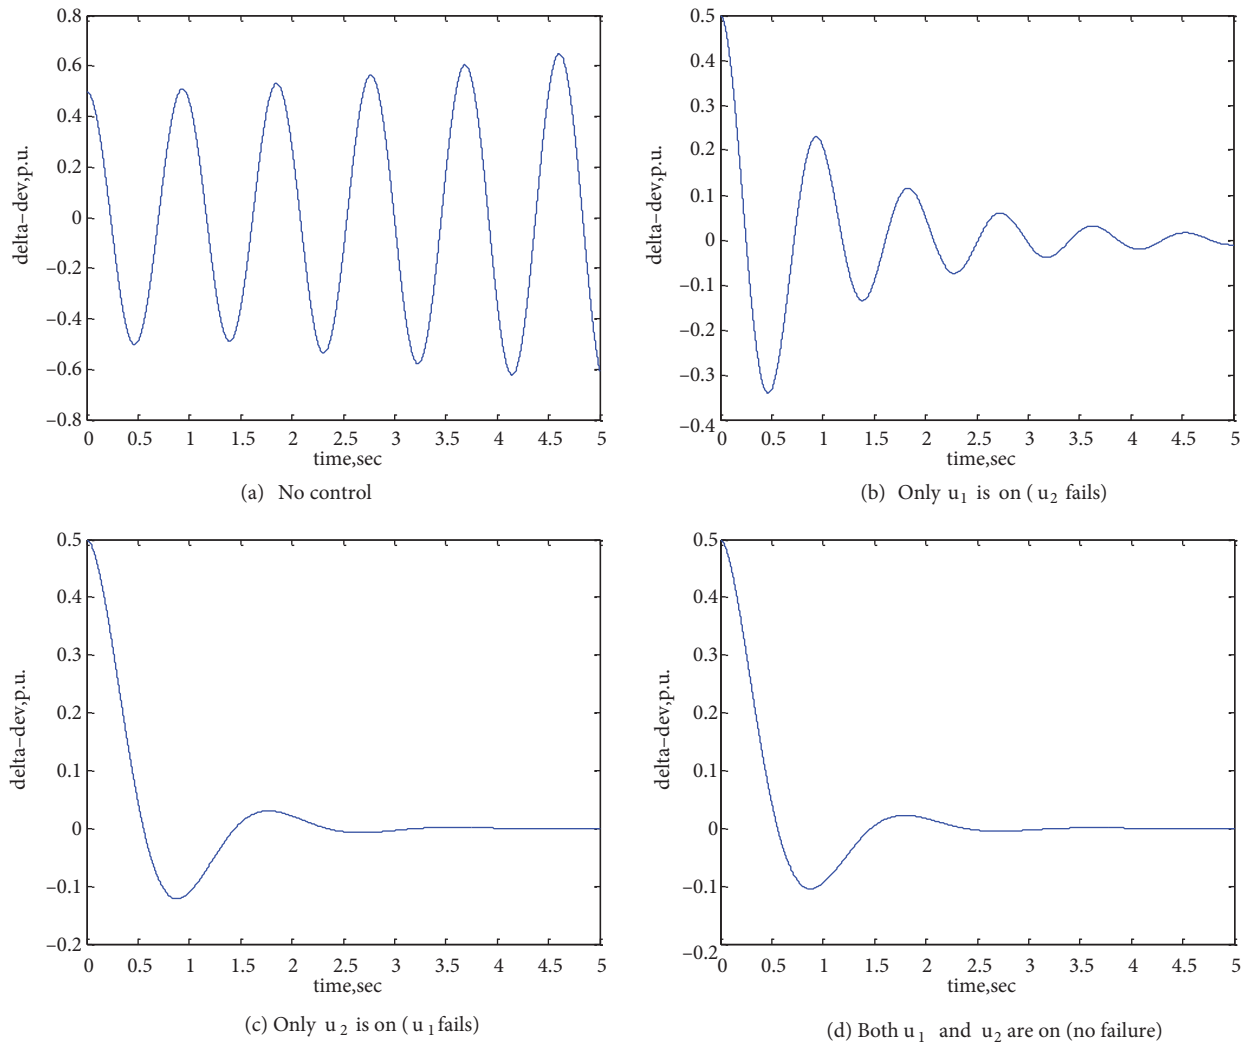 0.8
0.6
0.4
0.2
0
−0.2
−0.4
−0.6
−0.8
delta−dev,p.u.
0 0.5 1 1.5 2 2.5 3 3.5 4 4.5 5
time,sec
(a) No control
0.5
0.4
0.3
0.2
0.1
0
−0.1
−0.2
−0.3
−0.4
delta−dev,p.u.
0 0.5 1 1.5 2 2.5 3 3.5 4 4.5 5
time,sec
(b) Only u₁ is on ( u₂ fails)
0.5
0.4
0.3
0.2
0.1
0
−0.1
−0.2
delta−dev,p.u.
0 0.5 1 1.5 2 2.5 3 3.5 4 4.5 5
time,sec
(c) Only u₂ is on ( u₁ fails)
0.5
0.4
0.3
0.2
0.1
0
−0.1
−0.2
delta−dev,p.u.
0 0.5 1 1.5 2 2.5 3 3.5 4 4.5 5
time,sec
(d) Both u₁ and u₂ are on (no failure)